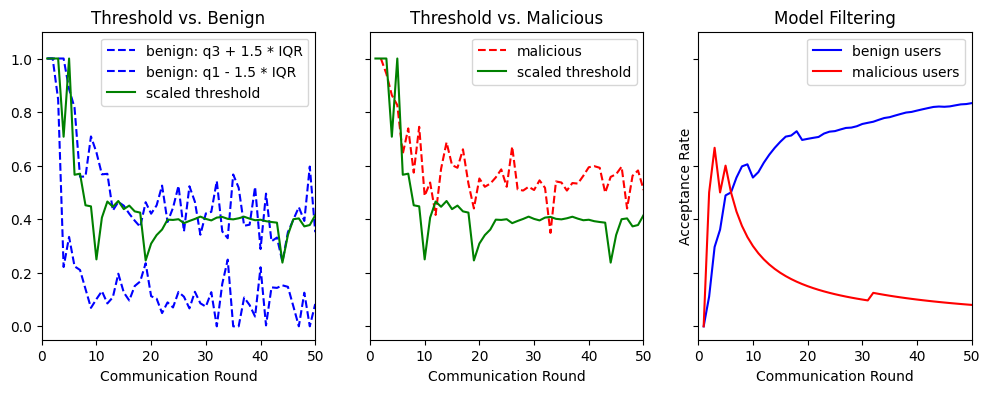 Threshold vs. Benign
benign: q3 + 1.5 * IQR
benign: q1 - 1.5 * IQR
scaled threshold
1.0
0.8
0.6
0.4
0.2
0.0
0 10 20 30 40 50
Communication Round
Threshold vs. Malicious
malicious
scaled threshold
0 10 20 30 40 50
Communication Round
Model Filtering
benign users
malicious users
Acceptance Rate
0 10 20 30 40 50
Communication Round